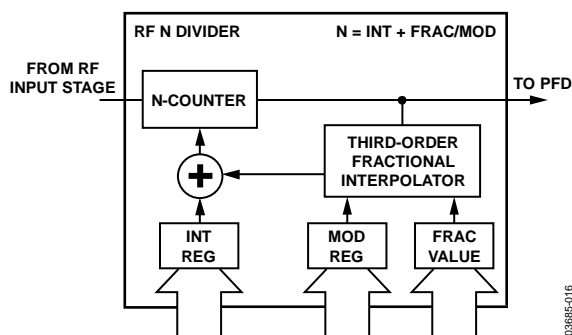 RF N DIVIDER
N = INT + FRAC/MOD
FROM RF
INPUT STAGE
TO PFD
N-COUNTER
THIRD-ORDER
FRACTIONAL
INTERPOLATOR
+
INT
REG
MOD
REG
FRAC
VALUE
03685-016